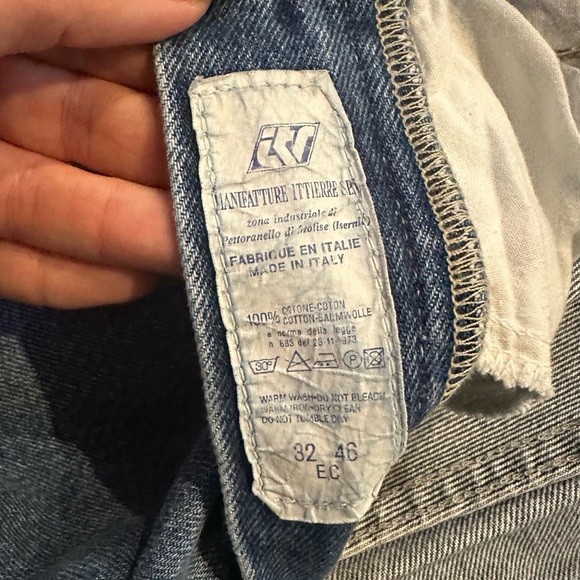 MANIFATTURE ITTIERRE S.P.A.
zona industriale di
Pettoranello di Molise (Isernia)
FABRIQUE EN ITALIE
MADE IN ITALY
100% COTONE-COTON
COTTON-BAUMWOLLE
a norma della legge
n 883 del 26-11-1973
30° A P
WARM WASH-DO NOT BLEACH
WARM IRON-DRY CLEAN
DO NOT TUMBLE DRY
32 46
E.C